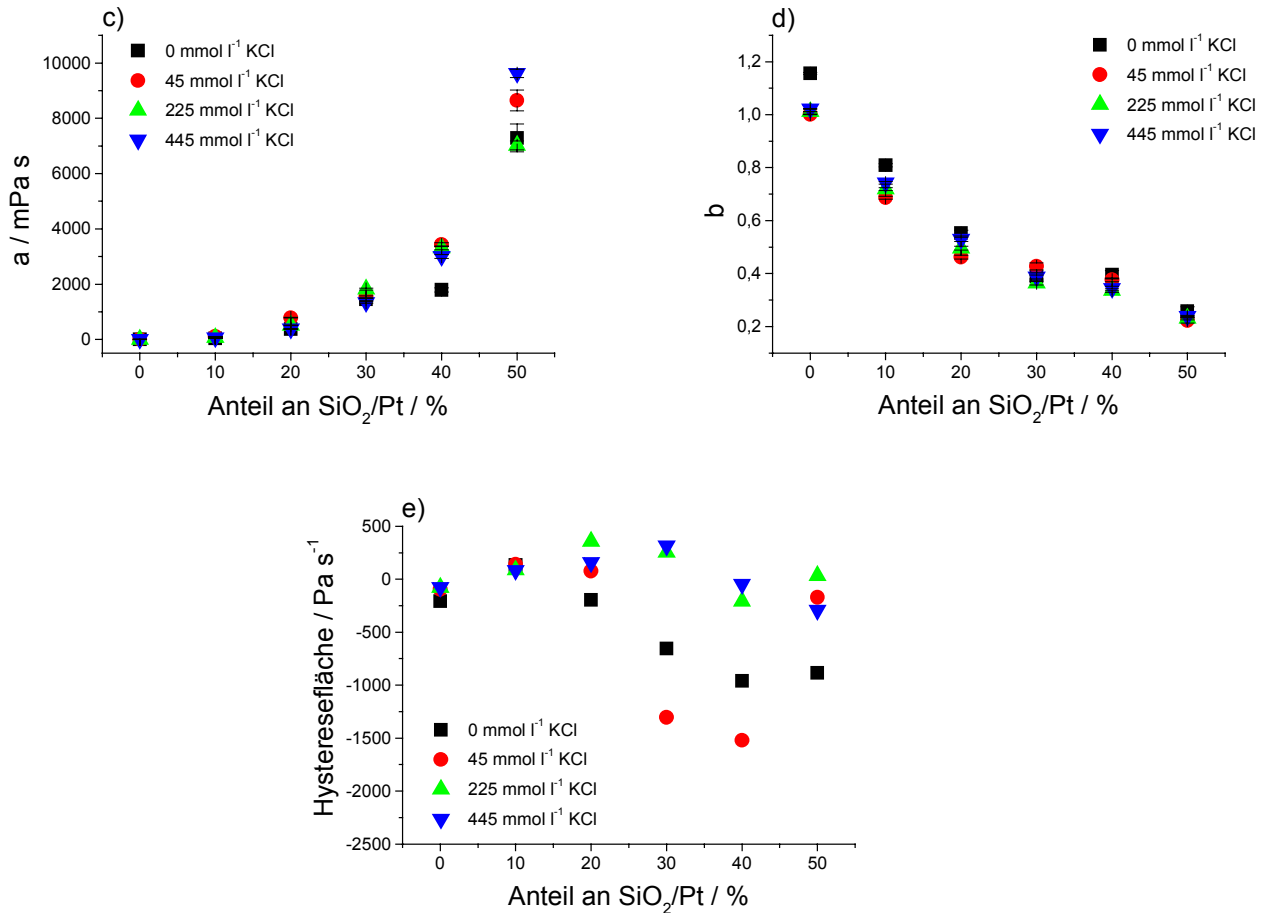 c)
0 mmol l⁻¹ KCl
45 mmol l⁻¹ KCl
225 mmol l⁻¹ KCl
445 mmol l⁻¹ KCl
10000
8000
6000
4000
2000
0
a / mPa s
0 10 20 30 40 50
Anteil an SiO₂/Pt / %
d)
0 mmol l⁻¹ KCl
45 mmol l⁻¹ KCl
225 mmol l⁻¹ KCl
445 mmol l⁻¹ KCl
1,2
1,0
0,8
0,6
0,4
0,2
b
0 10 20 30 40 50
Anteil an SiO₂/Pt / %
e)
500
0
-500
-1000
-1500
-2000
-2500
Hysteresefläche / Pa s⁻¹
0 mmol l⁻¹ KCl
45 mmol l⁻¹ KCl
225 mmol l⁻¹ KCl
445 mmol l⁻¹ KCl
0 10 20 30 40 50
Anteil an SiO₂/Pt / %